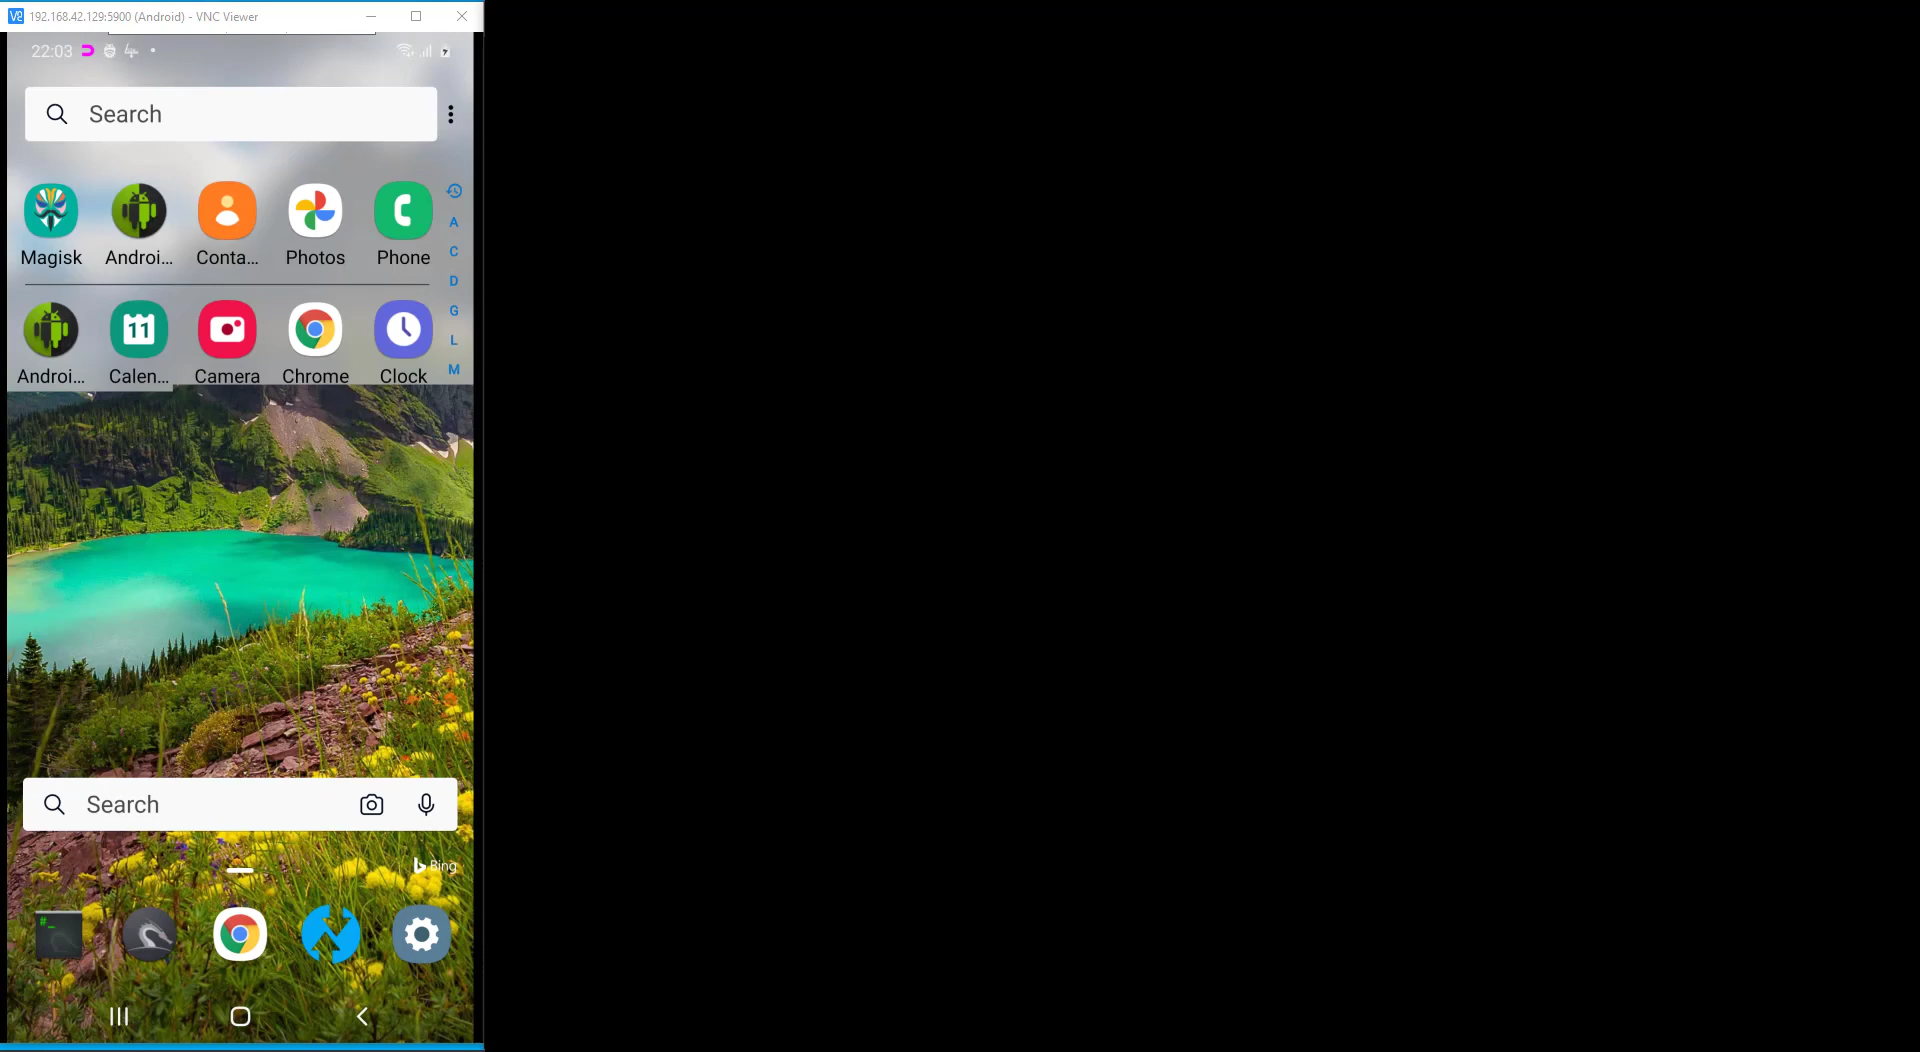 192.168.42.129:5900 (Android) - VNC Viewer
22:03
Search
Magisk Androi... Conta... Photos Phone
A
C
D
G
L
M
11
Androi... Calen... Camera Chrome Clock
Search
Bing
#_